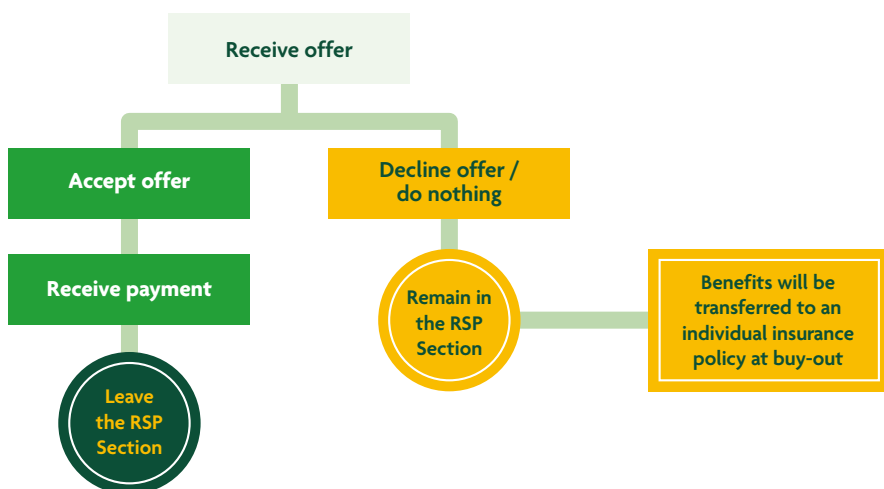 Receive offer
Accept offer
Decline offer /
do nothing
Receive payment
Remain in
the RSP
Section
Benefits will be
transferred to an
individual insurance
policy at buy-out
Leave
the RSP
Section